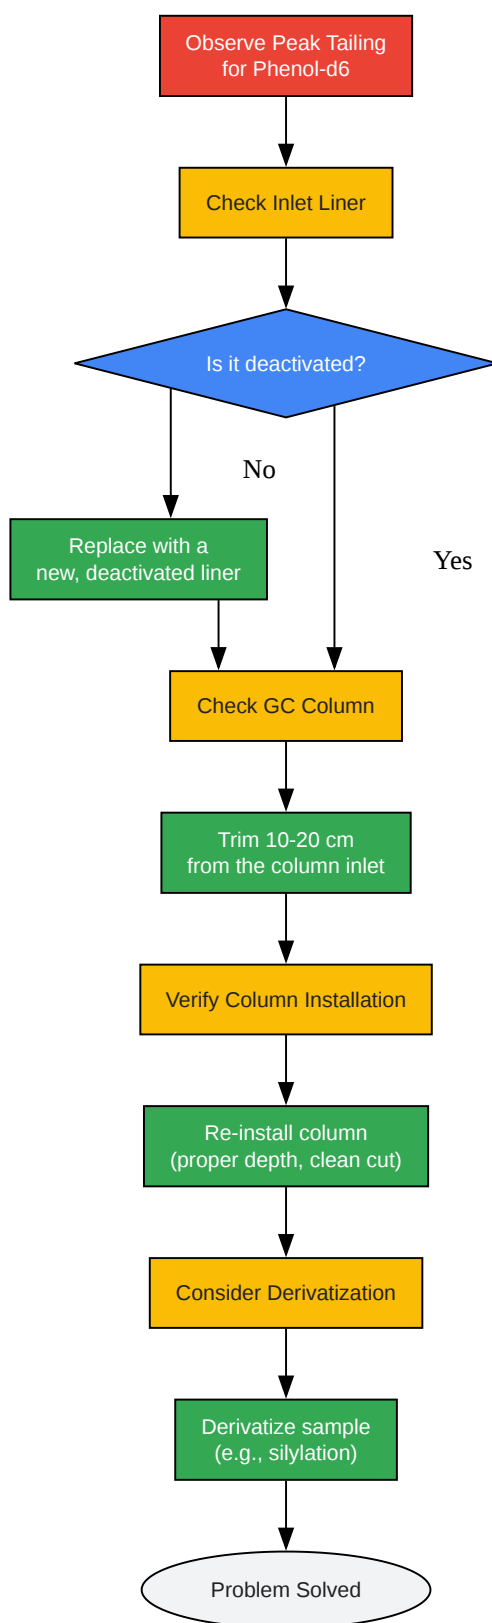 Observe Peak Tailing
for Phenol-d6
Check Inlet Liner
Is it deactivated?
No
Replace with a
new, deactivated liner
Yes
Check GC Column
Trim 10-20 cm
from the column inlet
Verify Column Installation
Re-install column
(proper depth, clean cut)
Consider Derivatization
Derivatize sample
(e.g., silylation)
Problem Solved